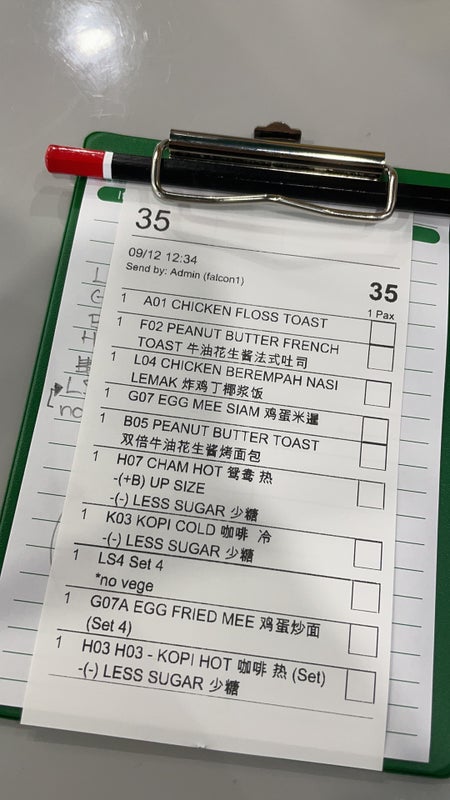 35
09/12 12:34
Send by: Admin (falcon1)
35
1 Pax
1 A01 CHICKEN FLOSS TOAST
1 F02 PEANUT BUTTER FRENCH
TOAST 牛油花生酱法式吐司
1 L04 CHICKEN BEREMPAH NASI
LEMAK 炸鸡丁椰浆饭
1 G07 EGG MEE SIAM 鸡蛋米暹
1 B05 PEANUT BUTTER TOAST
双倍牛油花生酱烤面包
1 H07 CHAM HOT 鸳鸯 热
-(+B) UP SIZE
-(-) LESS SUGAR 少糖
1 K03 KOPI COLD 咖啡 冷
-(-) LESS SUGAR 少糖
1 LS4 Set 4
*no vege
1 G07A EGG FRIED MEE 鸡蛋炒面
(Set 4)
1 H03 H03 - KOPI HOT 咖啡 热 (Set)
-(-) LESS SUGAR 少糖